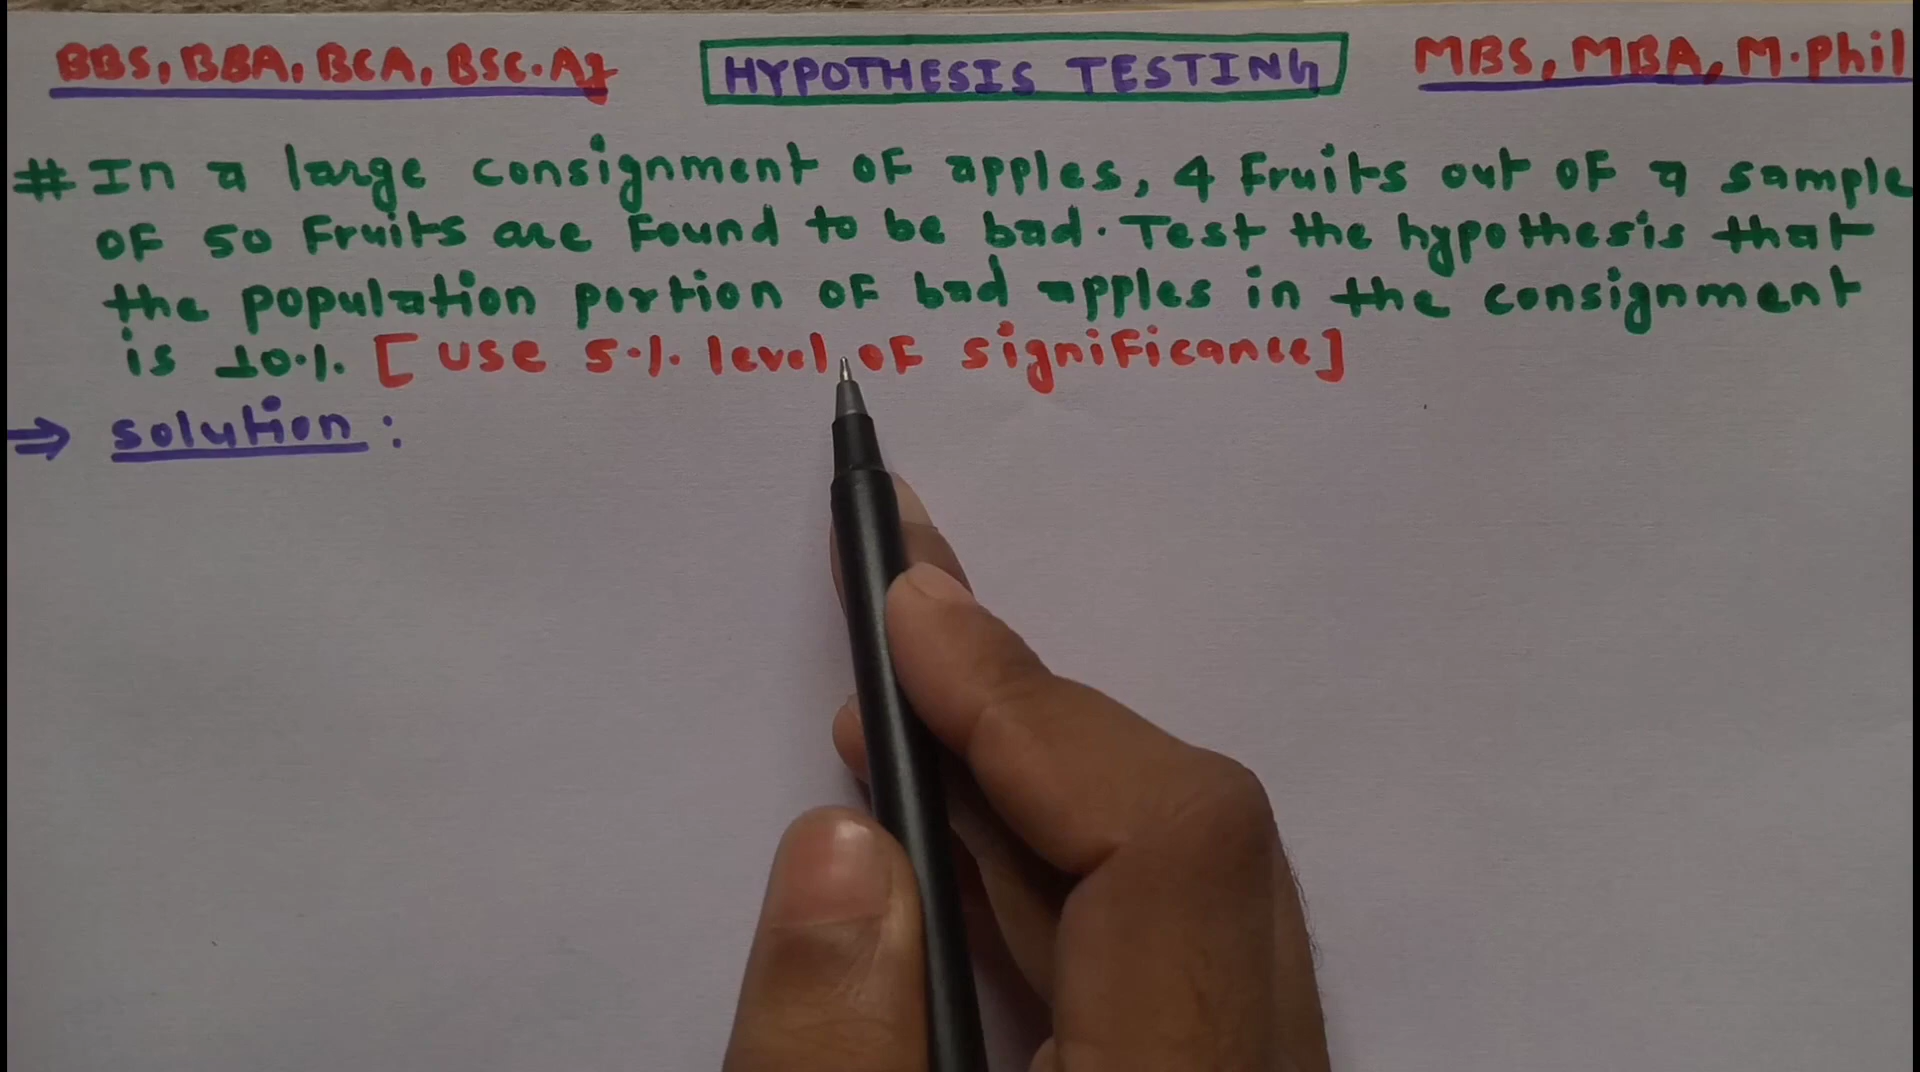 BBS, BBA, BCA, BSC.Ag
HYPOTHESIS TESTING
MBS, MBA, M.Phil
# In a large consignment of apples, 4 fruits out of a sample
of 50 fruits are found to be bad. Test the hypothesis that
the population portion of bad apples in the consignment
is 10%. [Use 5% level of significance]
⇒ Solution: